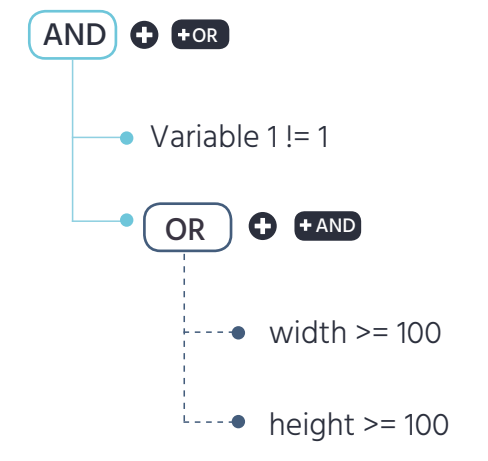 AND + +OR
Variable 1 != 1
OR + + AND
width >= 100
height >= 100